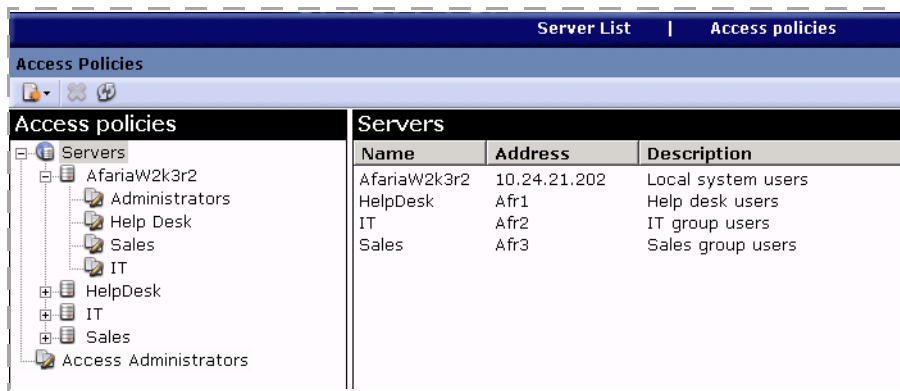 Server List | Access policies
Access Policies
Access policies
Servers
AfariaW2k3r2
Administrators
Help Desk
Sales
IT
HelpDesk
IT
Sales
Access Administrators
Servers
Name Address Description
AfariaW2k3r2 10.24.21.202 Local system users
HelpDesk Afr1 Help desk users
IT Afr2 IT group users
Sales Afr3 Sales group users